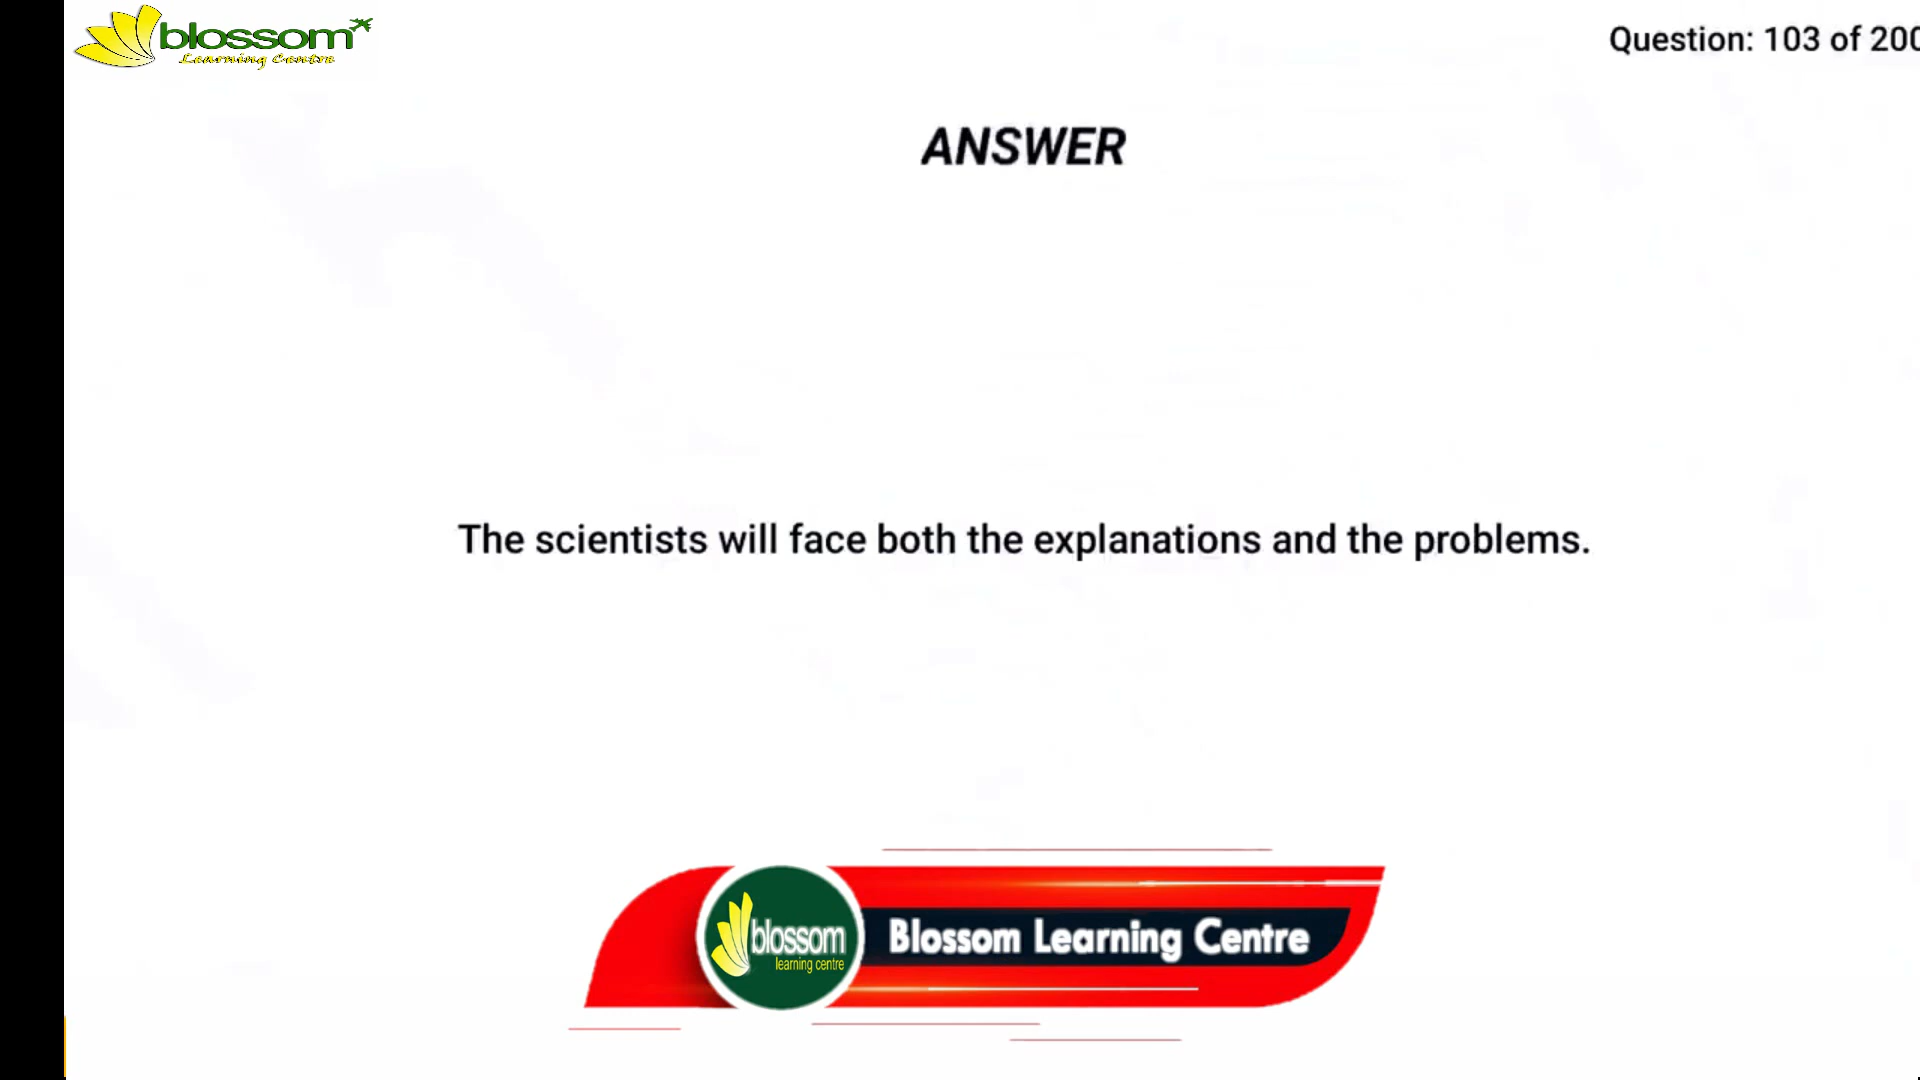 blossom
Learning Centre
Question: 103 of 200
ANSWER
The scientists will face both the explanations and the problems.
blossom
learning centre
Blossom Learning Centre